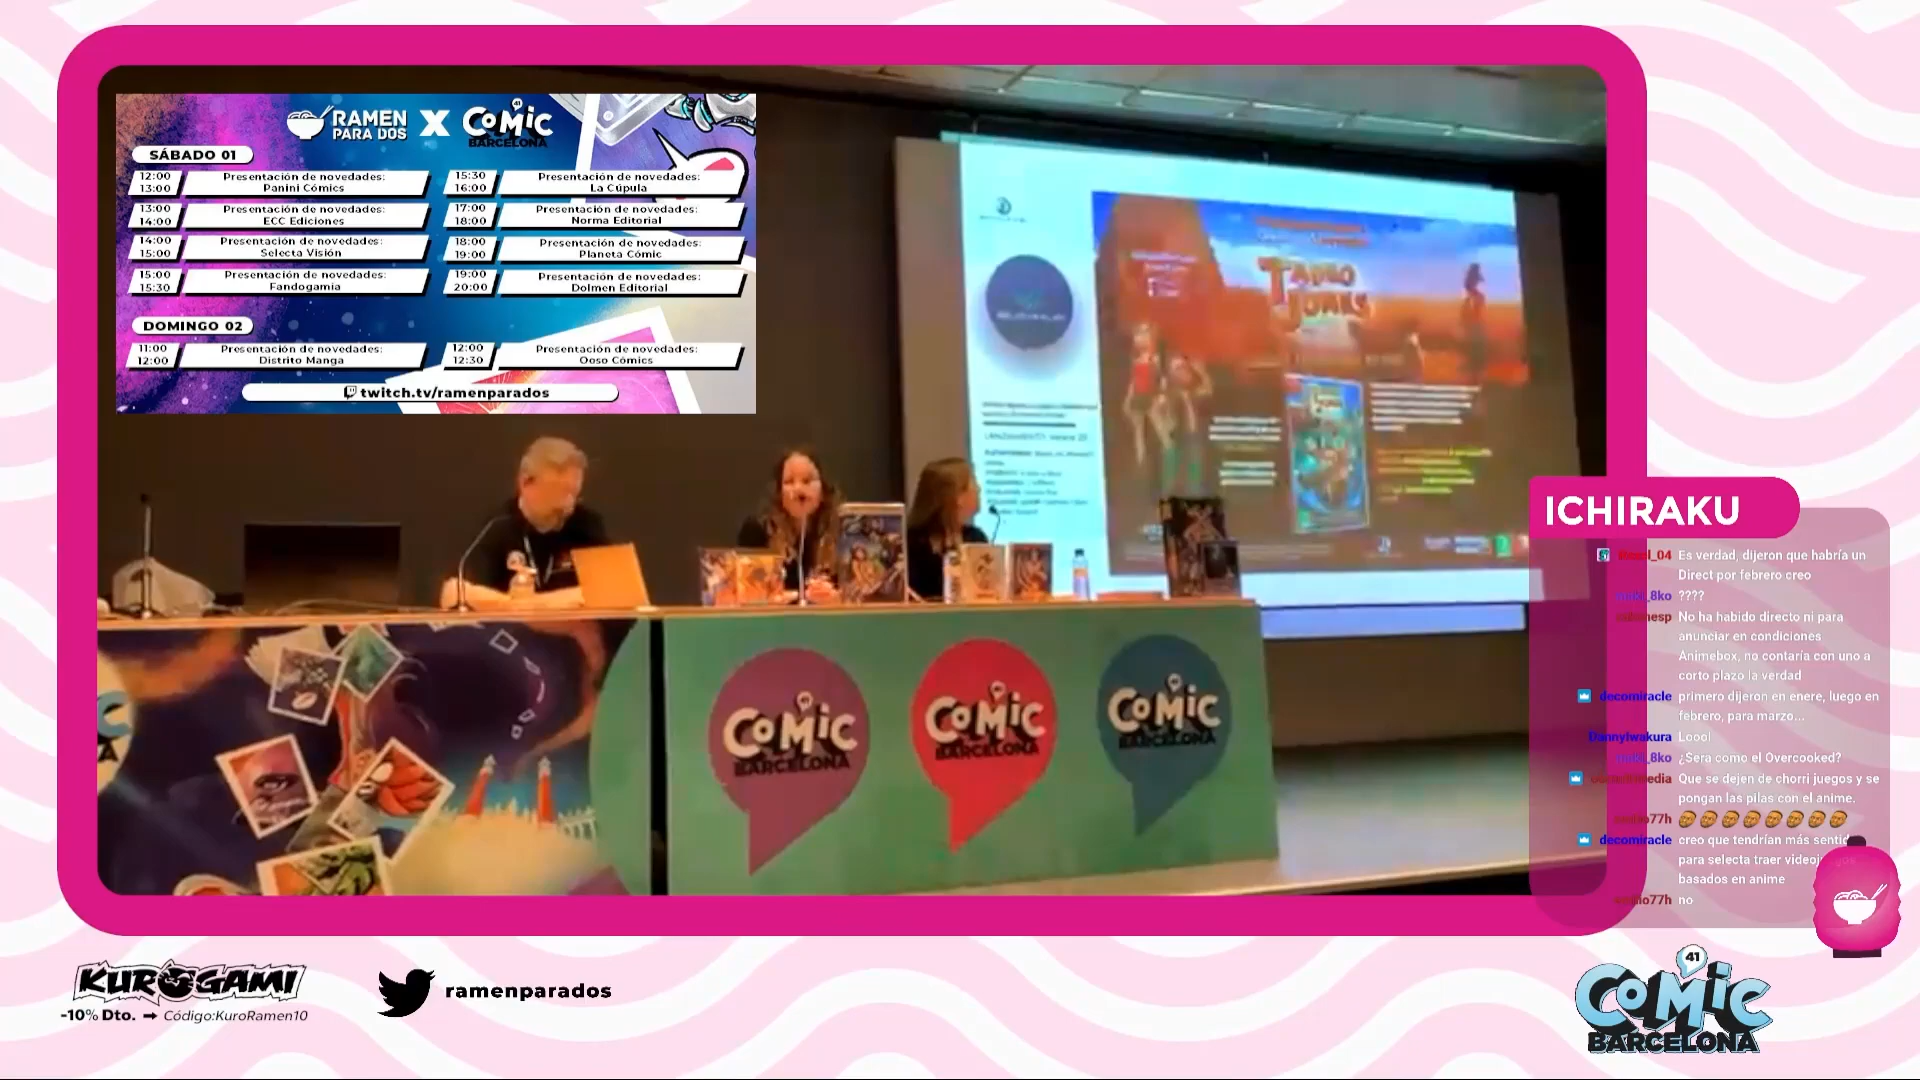 RAMEN
PARA DOS
X
41
CoMiC
BARCELONA
SÁBADO 01
12:00
13:00
Presentación de novedades:
Panini Cómics
13:00
14:00
Presentación de novedades:
ECC Ediciones
14:00
15:00
Presentación de novedades:
Selecta Visión
15:00
15:30
Presentación de novedades:
Fandogamia
15:30
16:00
Presentación de novedades:
La Cúpula
17:00
18:00
Presentación de novedades:
Norma Editorial
18:00
19:00
Presentación de novedades:
Planeta Cómic
19:00
20:00
Presentación de novedades:
Dolmen Editorial
DOMINGO 02
11:00
12:00
Presentación de novedades:
Distrito Manga
12:00
12:30
Presentación de novedades:
Ooso Cómics
twitch.tv/ramenparados
CoMiC
BARCELONA
CoMiC
BARCELONA
CoMiC
BARCELONA
ICHIRAKU
Es verdad, dijeron que habría un
Direct por febrero creo
????
No ha habido directo ni para
anunciar en condiciones
Animebox, no contaría con uno a
corto plazo la verdad
decomiracle primero dijeron en enere, luego en
febrero, para marzo...
DannyIwakura Loool
¿Sera como el Overcooked?
Que se dejen de chorri juegos y se
pongan las pilas con el anime.
decomiracle creo que tendrían más
para selecta traer
basados en anime
no
KUROGAMI
-10% Dto. ➞ Código:KuroRamen10
ramenparados
41
CoMiC
BARCELONA